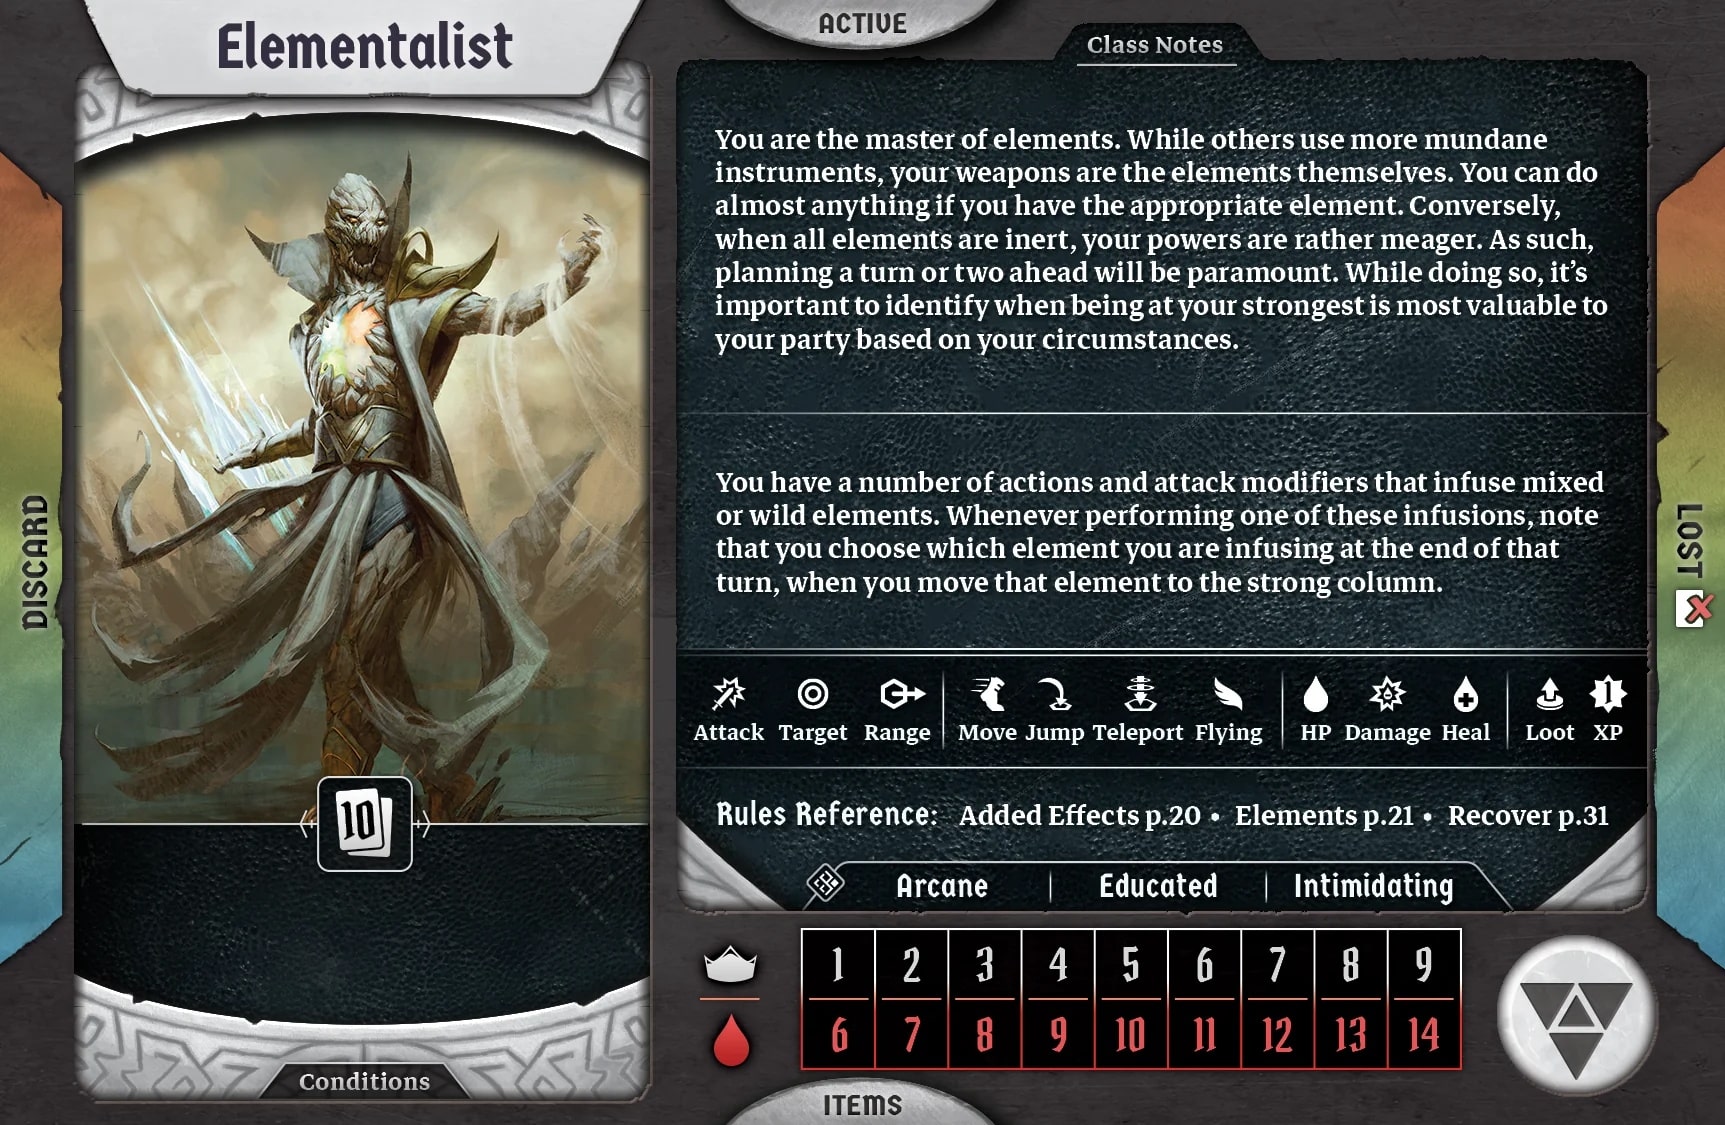 Elementalist
ACTIVE
Class Notes
You are the master of elements. While others use more mundane
instruments, your weapons are the elements themselves. You can do
almost anything if you have the appropriate element. Conversely,
when all elements are inert, your powers are rather meager. As such,
planning a turn or two ahead will be paramount. While doing so, it's
important to identify when being at your strongest is most valuable to
your party based on your circumstances.
You have a number of actions and attack modifiers that infuse mixed
or wild elements. Whenever performing one of these infusions, note
that you choose which element you are infusing at the end of that
turn, when you move that element to the strong column.
DISCARD
LOST
1
Attack Target Range Move Jump Teleport Flying HP Damage Heal Loot XP
10
Rules Reference: Added Effects p.20 • Elements p.21 • Recover p.31
Arcane | Educated | Intimidating
1 2 3 4 5 6 7 8 9
6 7 8 9 10 11 12 13 14
Conditions
ITEMS